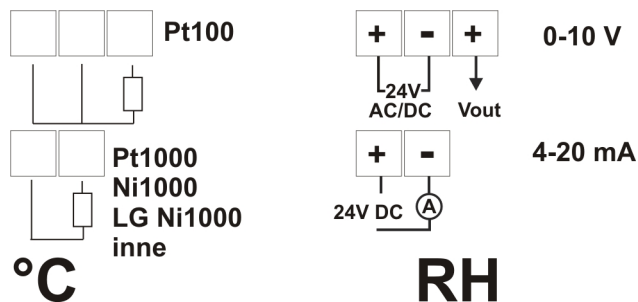 Pt100
+ - +
0-10 V
24V
AC/DC
Vout
Pt1000
Ni1000
LG Ni1000
inne
+ -
4-20 mA
24V DC
A
°C
RH